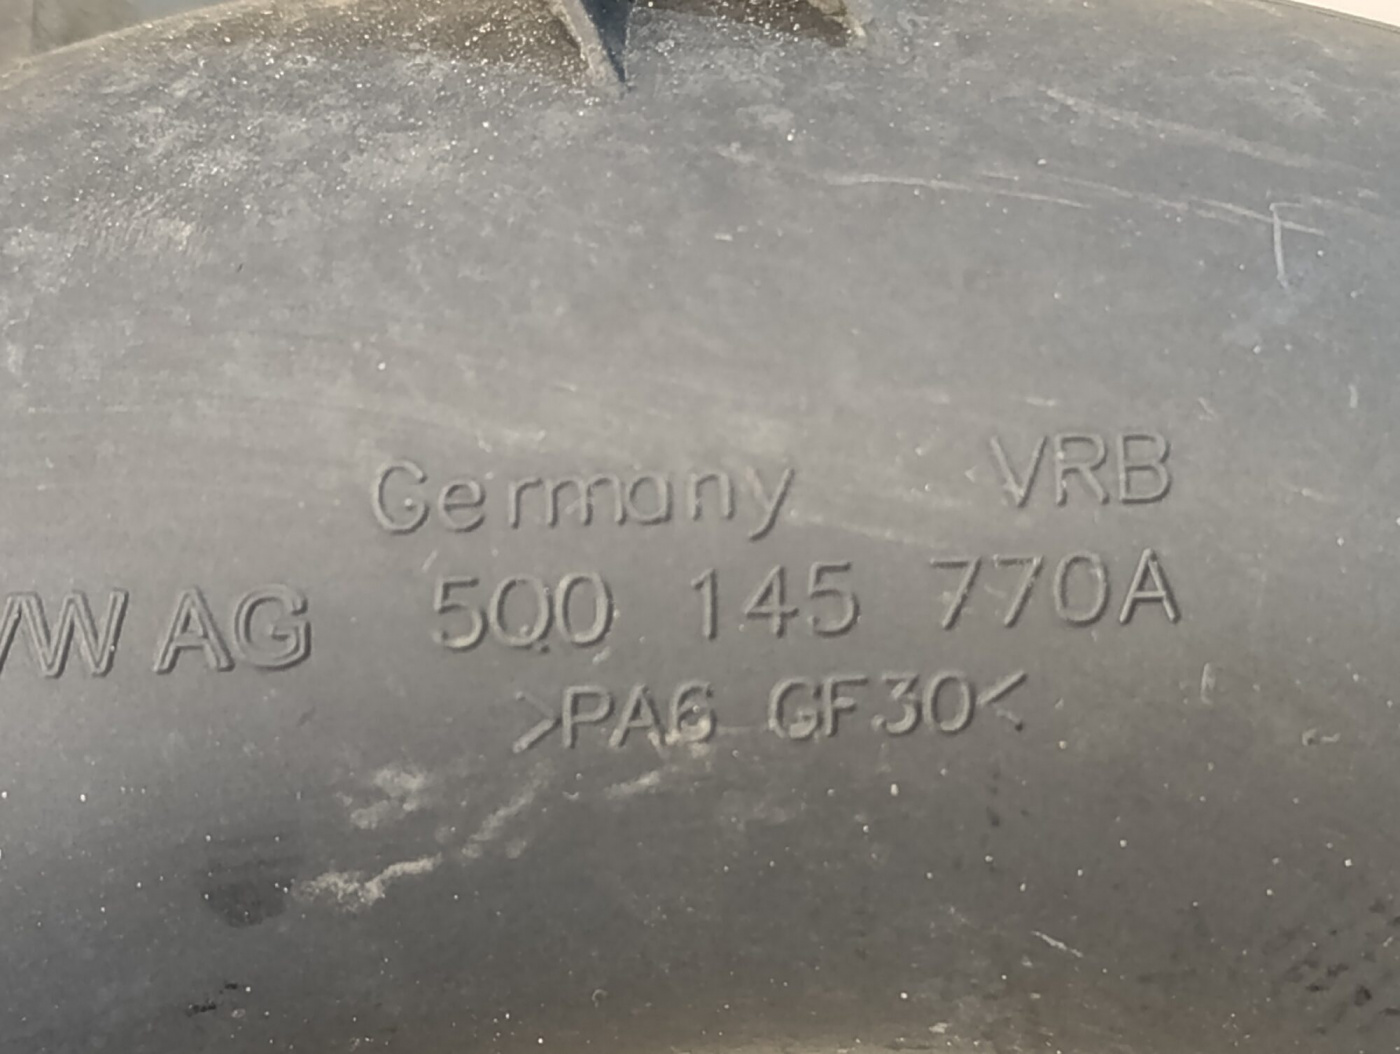 Germany VRB
VW AG 5Q0 145 770A
>PA6 GF30<